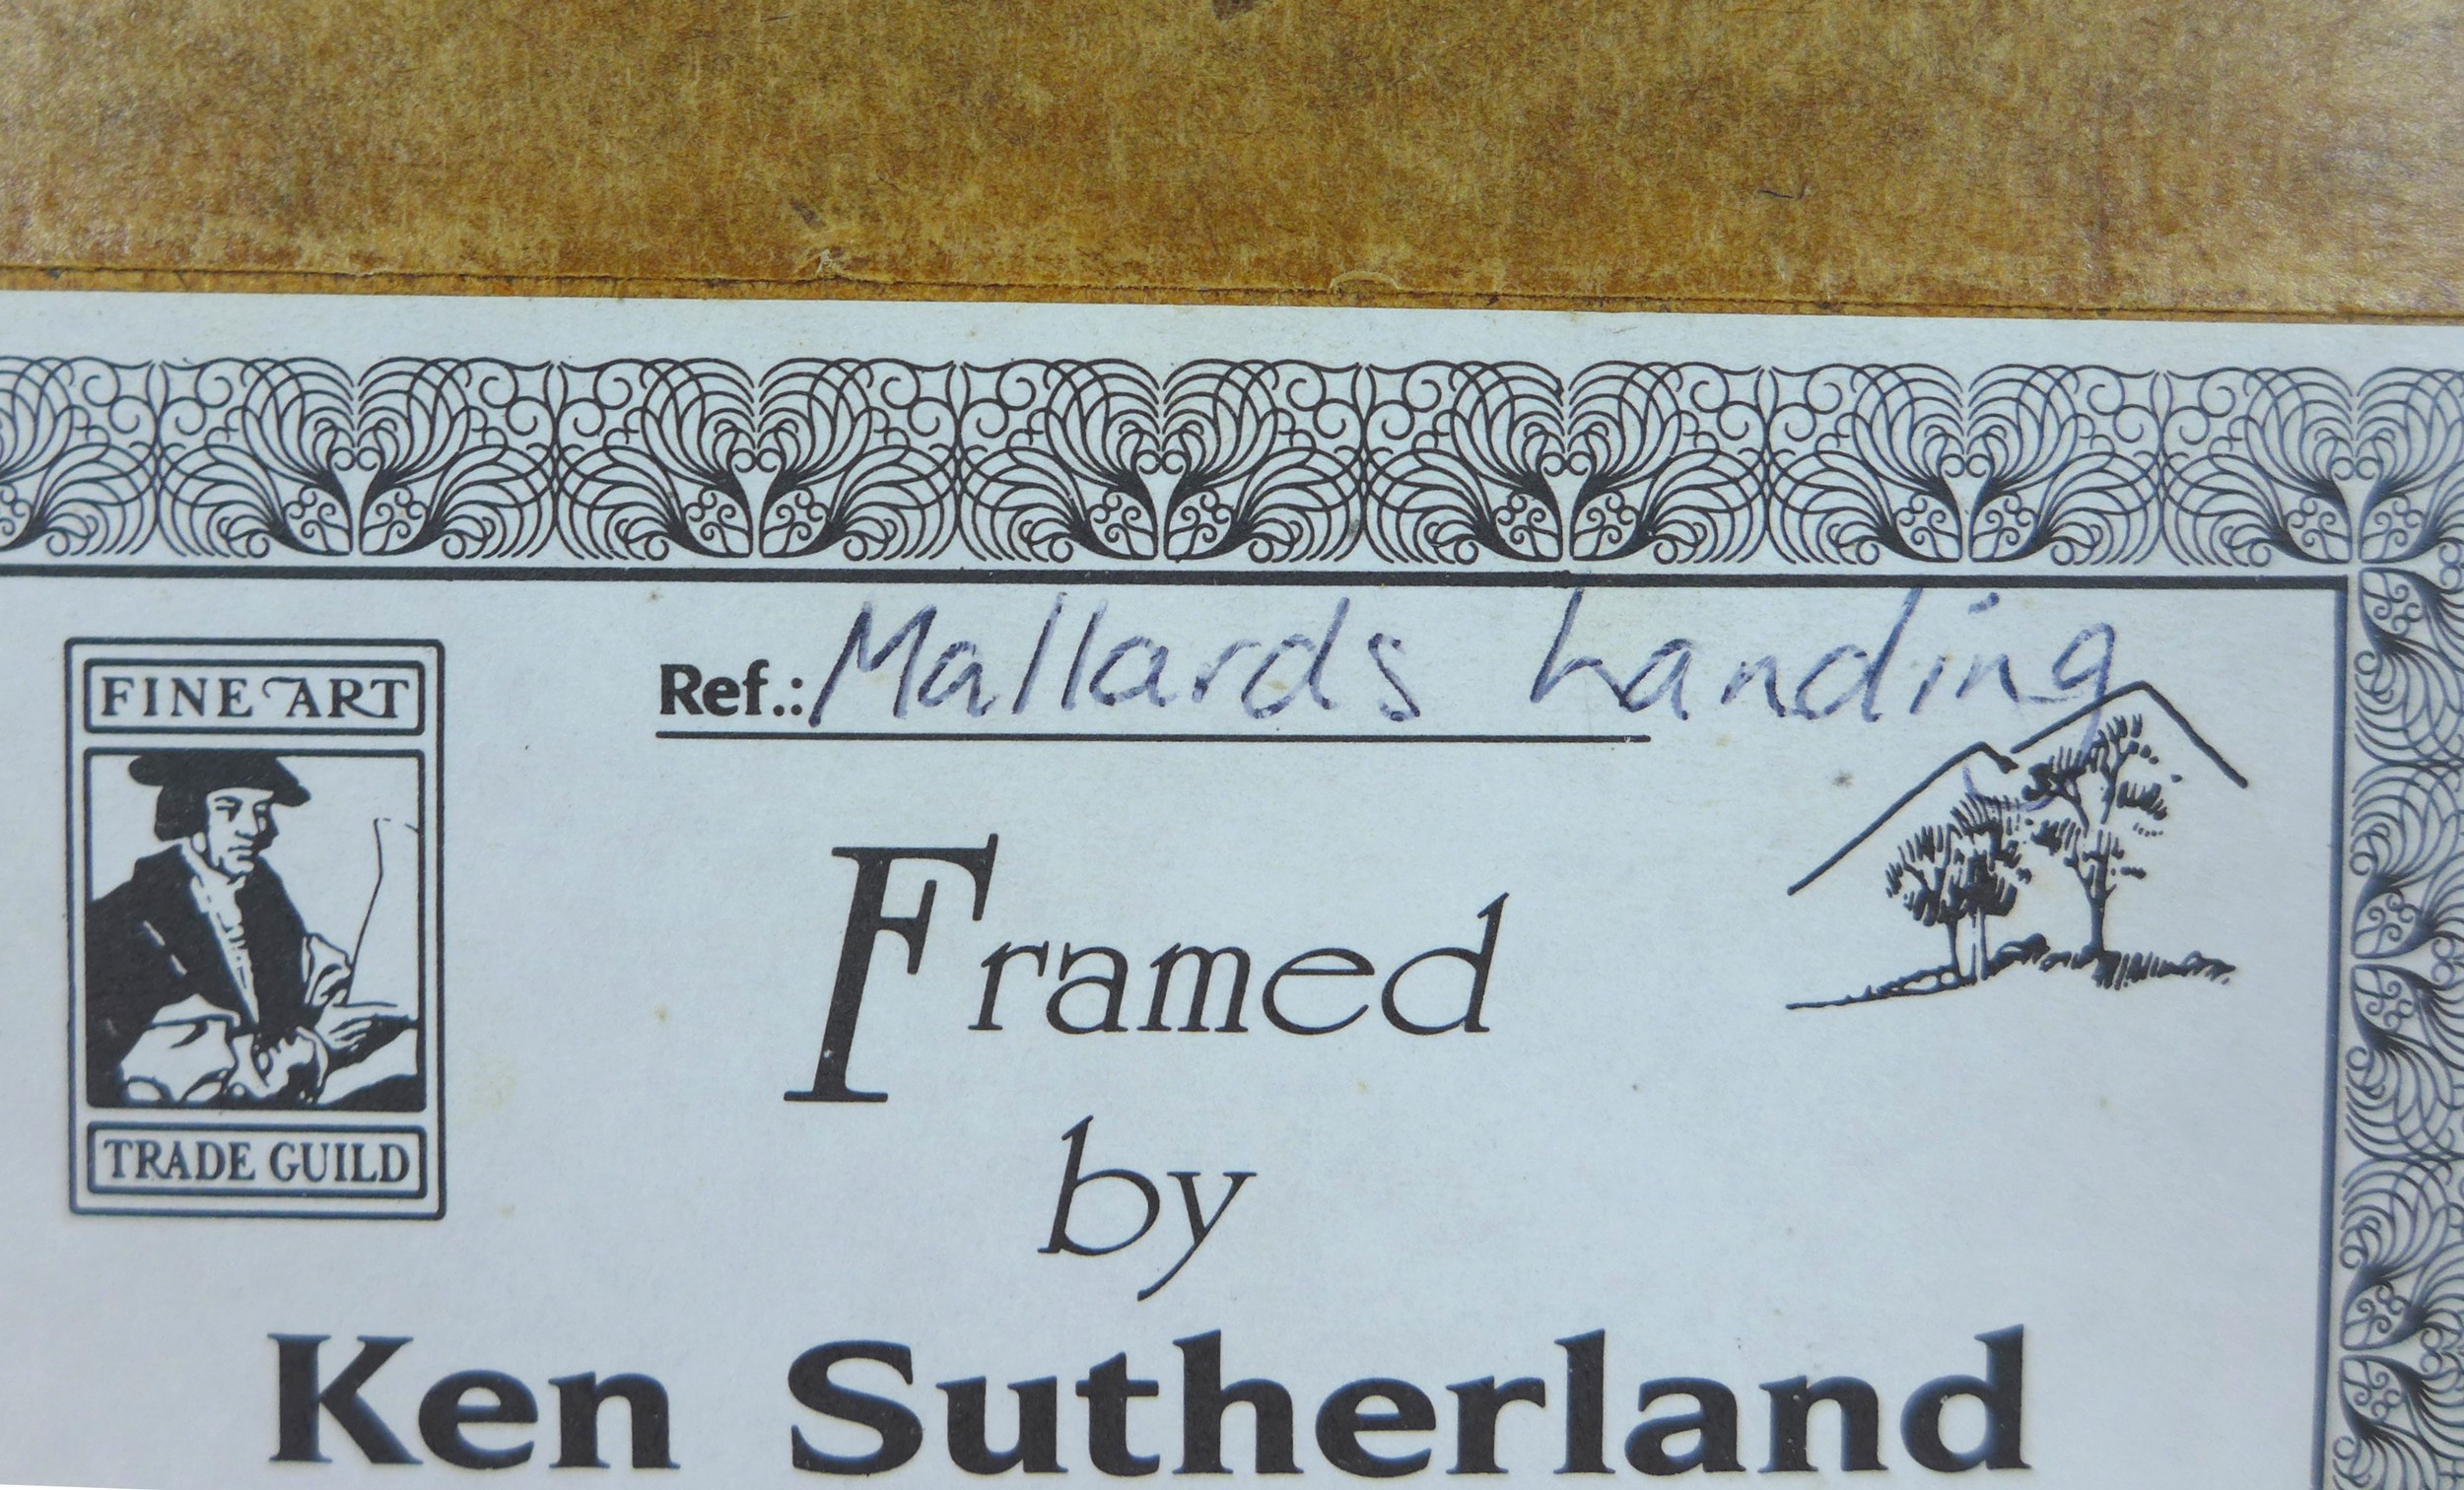 Ref.: Mallards Landing
FINE ART
TRADE GUILD
Framed
by
Ken Sutherland